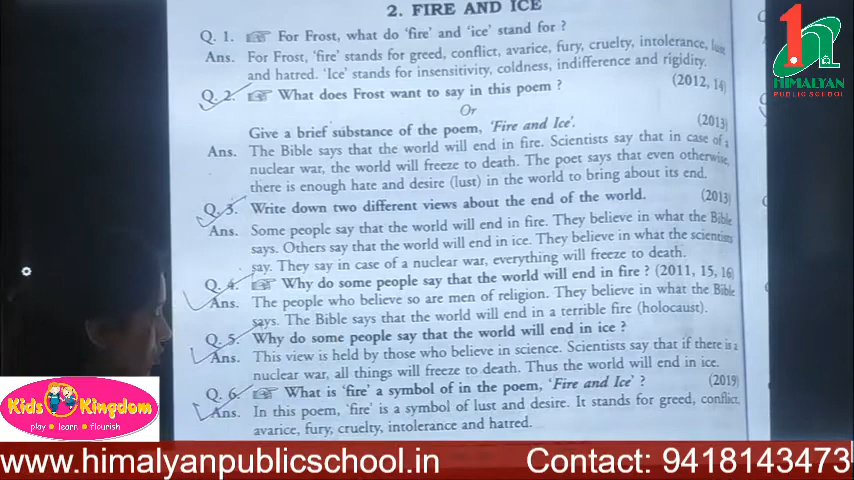 2. FIRE AND ICE
Q. 1. For Frost, what do 'fire' and 'ice' stand for ?
Ans. For Frost, 'fire' stands for greed, conflict, avarice, fury, cruelty, intolerance, lust
and hatred. 'Ice' stands for insensitivity, coldness, indifference and rigidity.
Q. 2. What does Frost want to say in this poem ? (2012, 14)
Or
Give a brief substance of the poem, 'Fire and Ice'. (2013)
Ans. The Bible says that the world will end in fire. Scientists say that in case of a
nuclear war, the world will freeze to death. The poet says that even otherwise,
there is enough hate and desire (lust) in the world to bring about its end.
Q. 3. Write down two different views about the end of the world. (2013)
Ans. Some people say that the world will end in fire. They believe in what the Bible
says. Others say that the world will end in ice. They believe in what the scientists
say. They say in case of a nuclear war, everything will freeze to death.
Q. 4. Why do some people say that the world will end in fire ? (2011, 15, 16)
Ans. The people who believe so are men of religion. They believe in what the Bible
says. The Bible says that the world will end in a terrible fire (holocaust).
Q. 5. Why do some people say that the world will end in ice ?
Ans. This view is held by those who believe in science. Scientists say that if there is a
nuclear war, all things will freeze to death. Thus the world will end in ice.
Q. 6. What is 'fire' a symbol of in the poem, 'Fire and Ice' ? (2019)
Ans. In this poem, 'fire' is a symbol of lust and desire. It stands for greed, conflict,
avarice, fury, cruelty, intolerance and hatred.
HIMALYAN
PUBLIC SCHOOL
Kids Kingdom
play • learn • flourish
www.himalyanpublicschool.in Contact: 9418143473